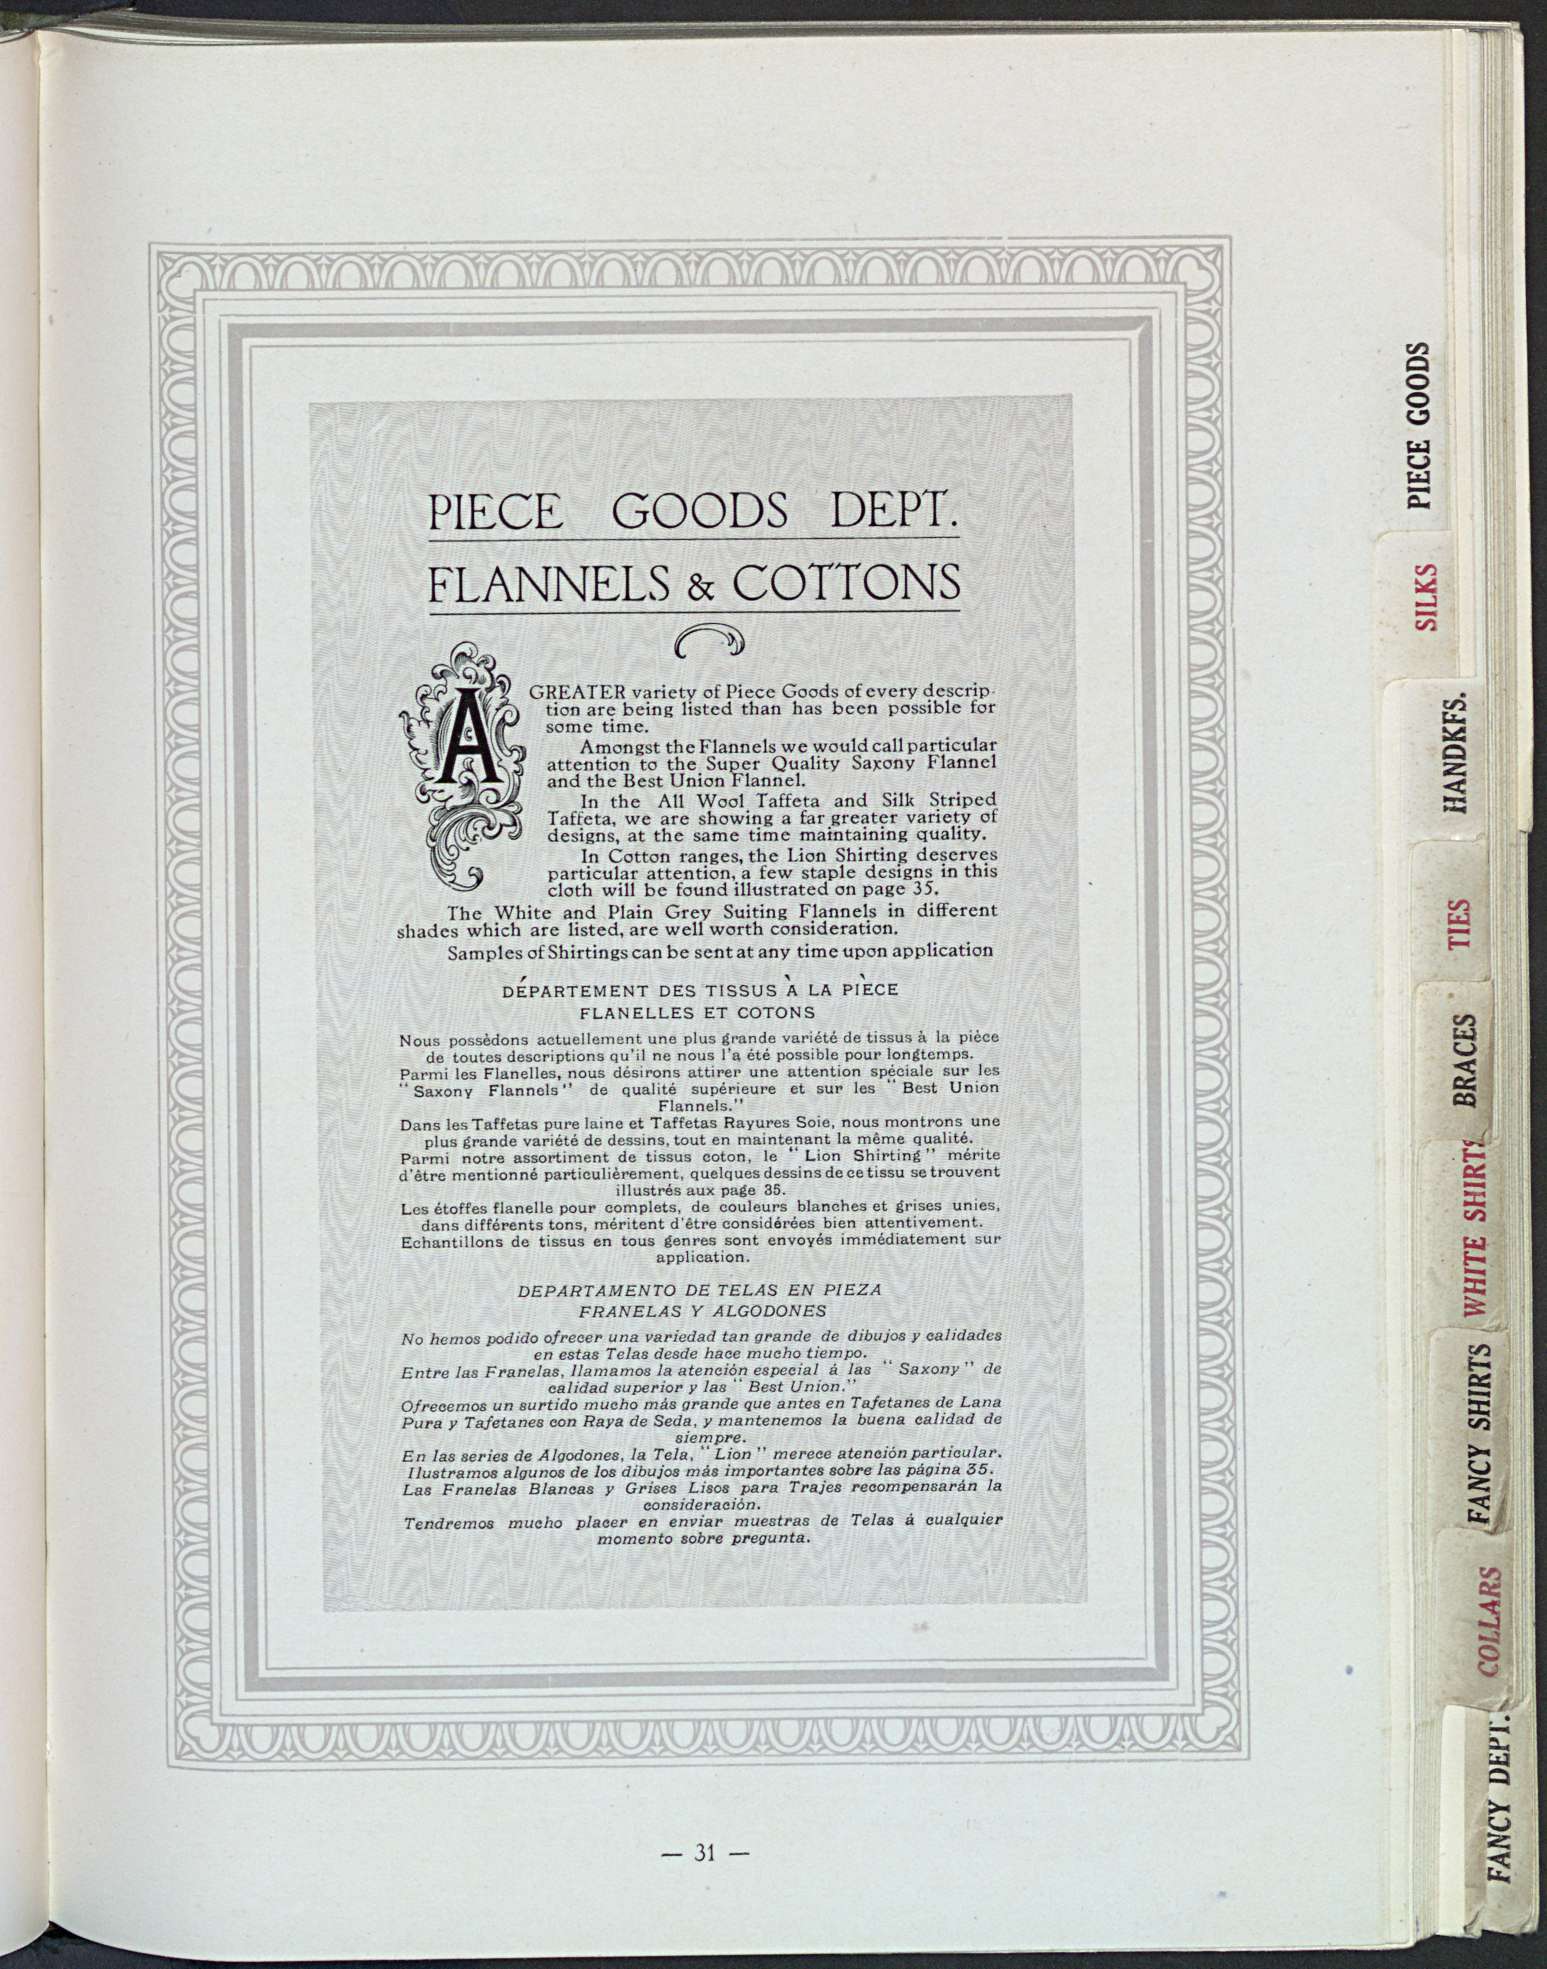 PIECE GOODS DEPT.
FLANNELS & COTTONS
A GREATER variety of Piece Goods of every descrip-
tion are being listed than has been possible for
some time.
Amongst the Flannels we would call particular
attention to the Super Quality Saxony Flannel
and the Best Union Flannel.
In the All Wool Taffeta and Silk Striped
Taffeta, we are showing a far greater variety of
designs, at the same time maintaining quality.
In Cotton ranges, the Lion Shirting deserves
particular attention, a few staple designs in this
cloth will be found illustrated on page 35.
The White and Plain Grey Suiting Flannels in different
shades which are listed, are well worth consideration.
Samples of Shirtings can be sent at any time upon application
DÉPARTEMENT DES TISSUS À LA PIÈCE
FLANELLES ET COTONS
Nous possédons actuellement une plus grande variété de tissus à la pièce
de toutes descriptions qu'il ne nous l'a été possible pour longtemps.
Parmi les Flanelles, nous désirons attirer une attention spéciale sur les
"Saxony Flannels" de qualité supérieure et sur les "Best Union
Flannels."
Dans les Taffetas pure laine et Taffetas Rayures Soie, nous montrons une
plus grande variété de dessins, tout en maintenant la même qualité.
Parmi notre assortiment de tissus coton, le "Lion Shirting" mérite
d'être mentionné particulièrement, quelques dessins de ce tissu se trouvent
illustrés aux page 35.
Les étoffes flanelle pour complets, de couleurs blanches et grises unies,
dans différents tons, méritent d'être considérées bien attentivement.
Echantillons de tissus en tous genres sont envoyés immédiatement sur
application.
DEPARTAMENTO DE TELAS EN PIEZA
FRANELAS Y ALGODONES
No hemos podido ofrecer una variedad tan grande de dibujos y calidades
en estas Telas desde hace mucho tiempo.
Entre las Franelas, llamamos la atención especial á las "Saxony" de
calidad superior y las "Best Union."
Ofrecemos un surtido mucho más grande que antes en Tafetanes de Lana
Pura y Tafetanes con Raya de Seda, y mantenemos la buena calidad de
siempre.
En las series de Algodones, la Tela, "Lion" merece atención particular.
Ilustramos algunos de los dibujos más importantes sobre las página 35.
Las Franelas Blancas y Grises Lisos para Trajes recompensarán la
consideración.
Tendremos mucho placer en enviar muestras de Telas á cualquier
momento sobre pregunta.
— 31 —
PIECE GOODS
SILKS
HANDKFS.
TIES
BRACES
WHITE SHIRTS
FANCY SHIRTS
COLLARS
FANCY DEPT.